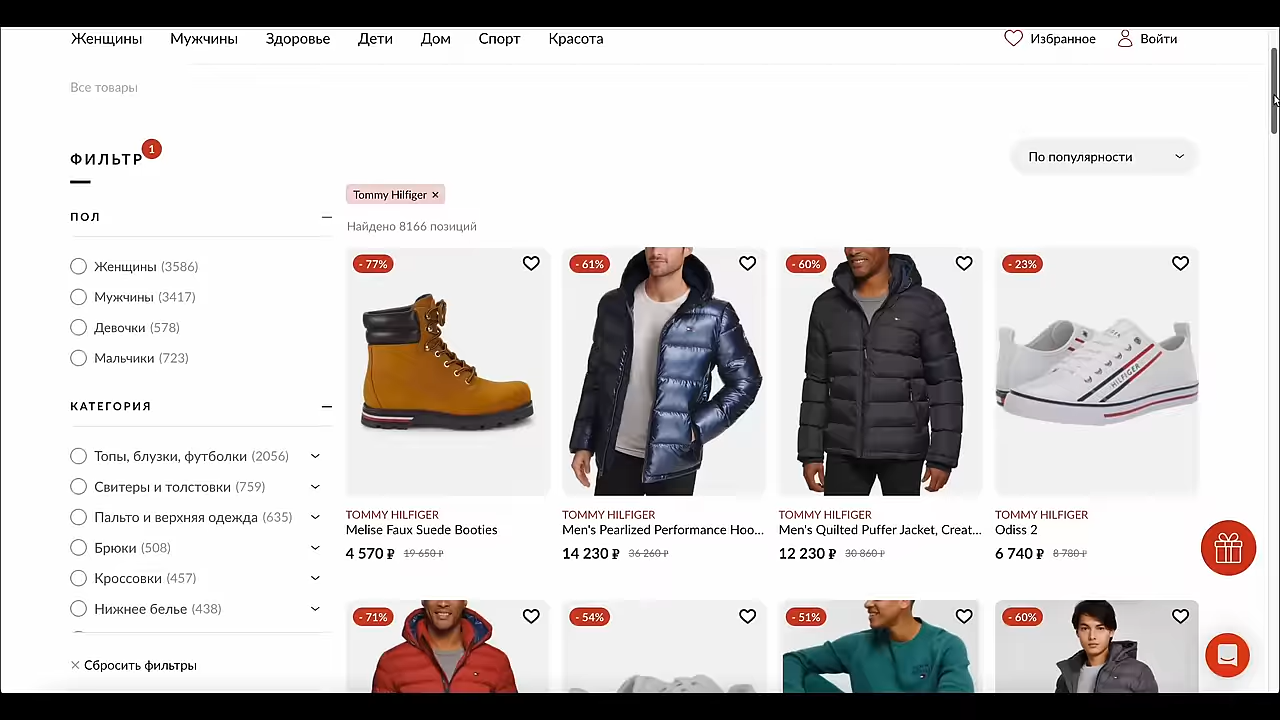 Женщины Мужчины Здоровье Дети Дом Спорт Красота Избранное Войти
Все товары
ФИЛЬТР 1
По популярности
ПОЛ
Tommy Hilfiger ×
Найдено 8166 позиций
Женщины (3586)
Мужчины (3417)
Девочки (578)
Мальчики (723)
КАТЕГОРИЯ
Топы, блузки, футболки (2056)
Свитеры и толстовки (759)
Пальто и верхняя одежда (635)
Брюки (508)
Кроссовки (457)
Нижнее белье (438)
× Сбросить фильтры
- 77%
TOMMY HILFIGER
Melise Faux Suede Booties
4 570 ₽ 19 650 ₽
- 61%
TOMMY HILFIGER
Men's Pearlized Performance Hoo...
14 230 ₽ 36 260 ₽
- 60%
TOMMY HILFIGER
Men's Quilted Puffer Jacket, Creat...
12 230 ₽ 30 860 ₽
- 23%
HILFIGER
TOMMY HILFIGER
Odiss 2
6 740 ₽ 8 780 ₽
- 71%
- 54%
- 51%
- 60%